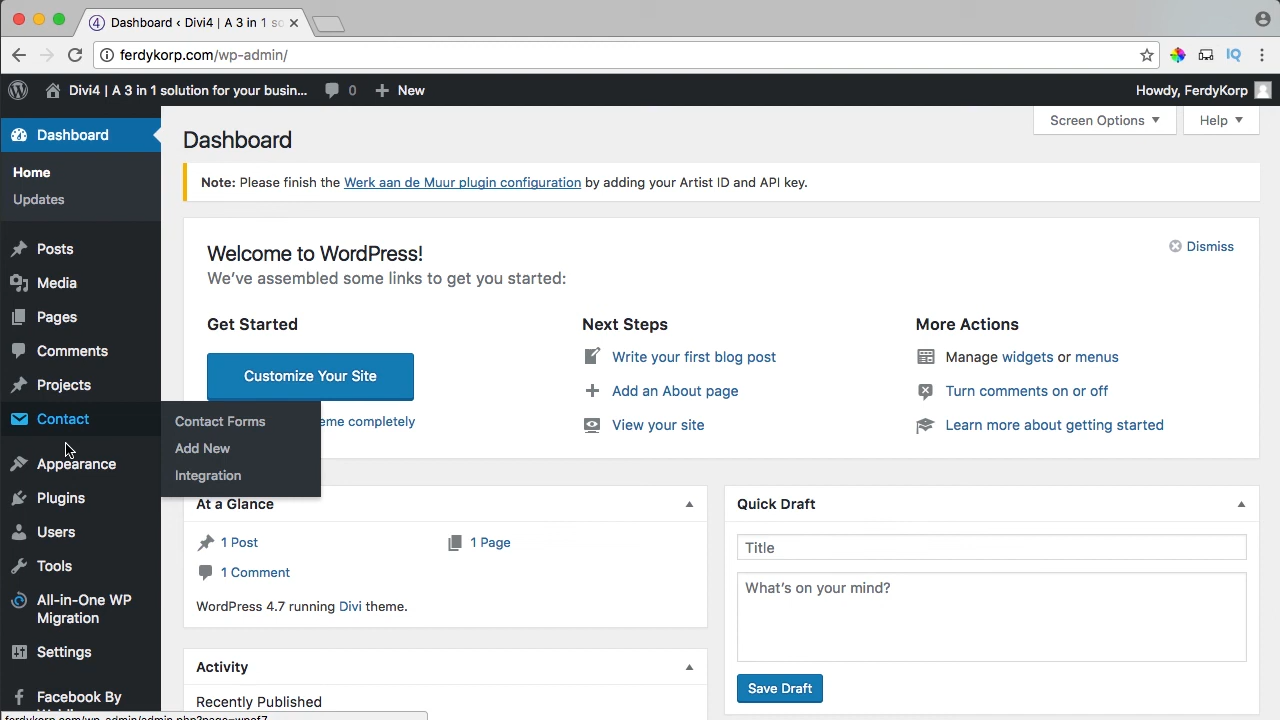 Dashboard ‹ Divi4 | A 3 in 1 so
ferdykorp.com/wp-admin/
Divi4 | A 3 in 1 solution for your busin... 0 New Howdy, FerdyKorp
Screen Options Help
Dashboard
Home
Updates
Posts
Media
Pages
Comments
Projects
Contact
Contact Forms
Add New
Integration
Appearance
Plugins
Users
Tools
All-in-One WP
Migration
Settings
Facebook By
Dashboard
Note: Please finish the Werk aan de Muur plugin configuration by adding your Artist ID and API key.
Welcome to WordPress!
Dismiss
We've assembled some links to get you started:
Get Started
Customize Your Site
eme completely
Next Steps
Write your first blog post
Add an About page
View your site
More Actions
Manage widgets or menus
Turn comments on or off
Learn more about getting started
At a Glance
1 Post
1 Page
1 Comment
WordPress 4.7 running Divi theme.
Activity
Recently Published
Quick Draft
Title
What's on your mind?
Save Draft